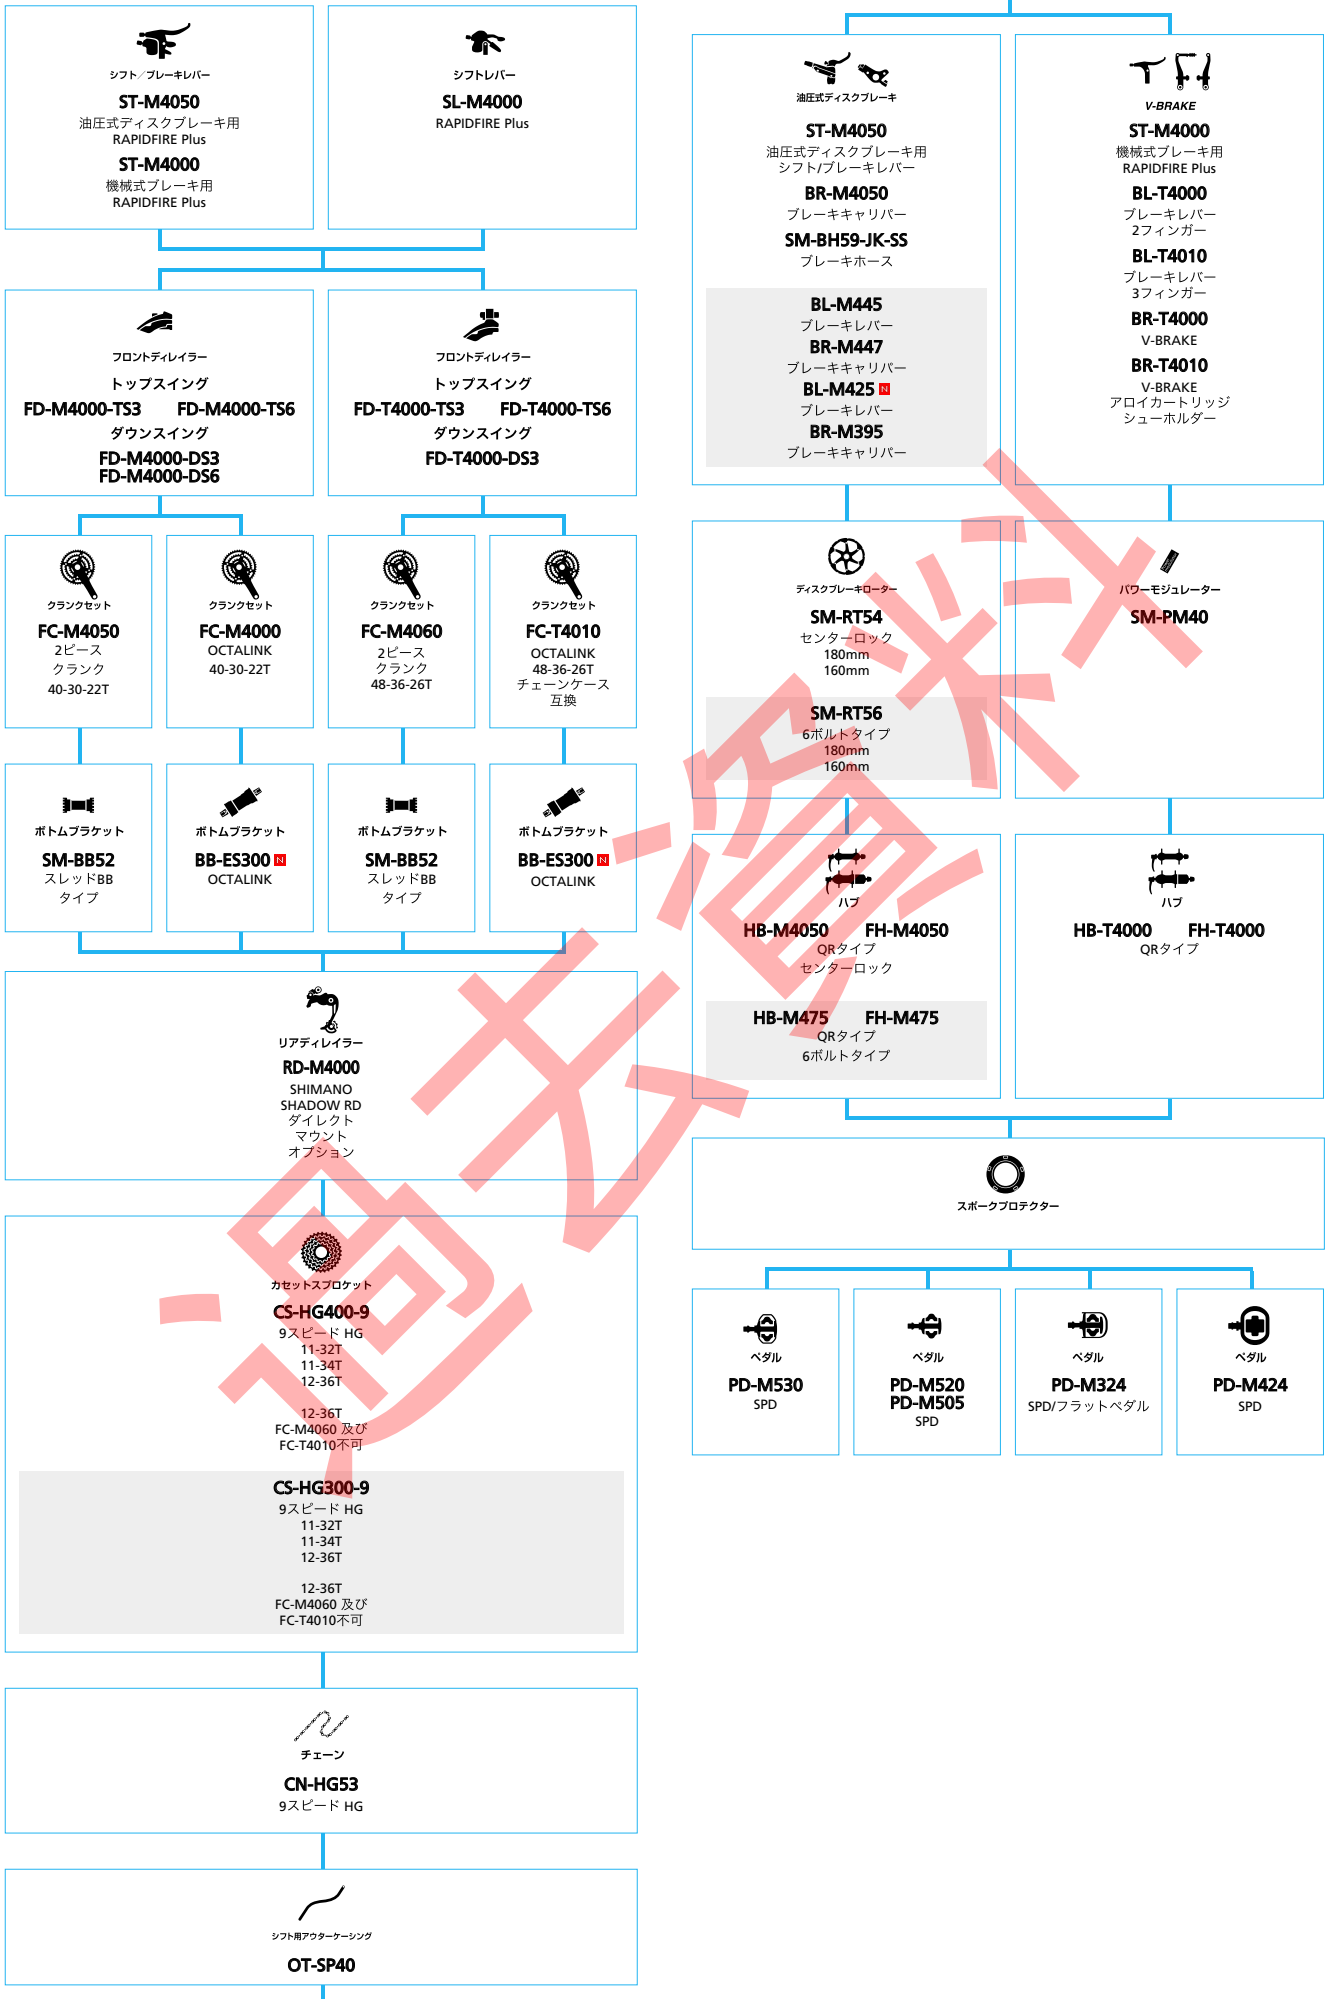 シフト／ブレーキレバー
ST-M4050
油圧式ディスクブレーキ用
RAPIDFIRE Plus
ST-M4000
機械式ブレーキ用
RAPIDFIRE Plus
シフトレバー
SL-M4000
RAPIDFIRE Plus
フロントディレイラー
トップスイング
FD-M4000-TS3 FD-M4000-TS6
ダウンスイング
FD-M4000-DS3
FD-M4000-DS6
フロントディレイラー
トップスイング
FD-T4000-TS3 FD-T4000-TS6
ダウンスイング
FD-T4000-DS3
クランクセット
FC-M4050
2ピース
クランク
40-30-22T
クランクセット
FC-M4000
OCTALINK
40-30-22T
クランクセット
FC-M4060
2ピース
クランク
48-36-26T
クランクセット
FC-T4010
OCTALINK
48-36-26T
チェーンケース
互換
ボトムブラケット
SM-BB52
スレッドBB
タイプ
ボトムブラケット
BB-ES300 N
OCTALINK
ボトムブラケット
SM-BB52
スレッドBB
タイプ
ボトムブラケット
BB-ES300 N
OCTALINK
リアディレイラー
RD-M4000
SHIMANO
SHADOW RD
ダイレクト
マウント
オプション
カセットスプロケット
CS-HG400-9
9スピード HG
11-32T
11-34T
12-36T
12-36T
FC-M4060 及び
FC-T4010不可
CS-HG300-9
9スピード HG
11-32T
11-34T
12-36T
12-36T
FC-M4060 及び
FC-T4010不可
チェーン
CN-HG53
9スピード HG
シフト用アウターケーシング
OT-SP40
油圧式ディスクブレーキ
ST-M4050
油圧式ディスクブレーキ用
シフト/ブレーキレバー
BR-M4050
ブレーキキャリパー
SM-BH59-JK-SS
ブレーキホース
BL-M445
ブレーキレバー
BR-M447
ブレーキキャリパー
BL-M425 N
ブレーキレバー
BR-M395
ブレーキキャリパー
V-BRAKE
ST-M4000
機械式ブレーキ用
RAPIDFIRE Plus
BL-T4000
ブレーキレバー
2フィンガー
BL-T4010
ブレーキレバー
3フィンガー
BR-T4000
V-BRAKE
BR-T4010
V-BRAKE
アロイカートリッジ
シューホルダー
ディスクブレーキローター
SM-RT54
センターロック
180mm
160mm
SM-RT56
6ボルトタイプ
180mm
160mm
パワーモジュレーター
SM-PM40
ハブ
HB-M4050 FH-M4050
QRタイプ
センターロック
HB-M475 FH-M475
QRタイプ
6ボルトタイプ
ハブ
HB-T4000 FH-T4000
QRタイプ
スポークプロテクター
ペダル
PD-M530
SPD
ペダル
PD-M520
PD-M505
SPD
ペダル
PD-M324
SPD/フラットペダル
ペダル
PD-M424
SPD
過去資料